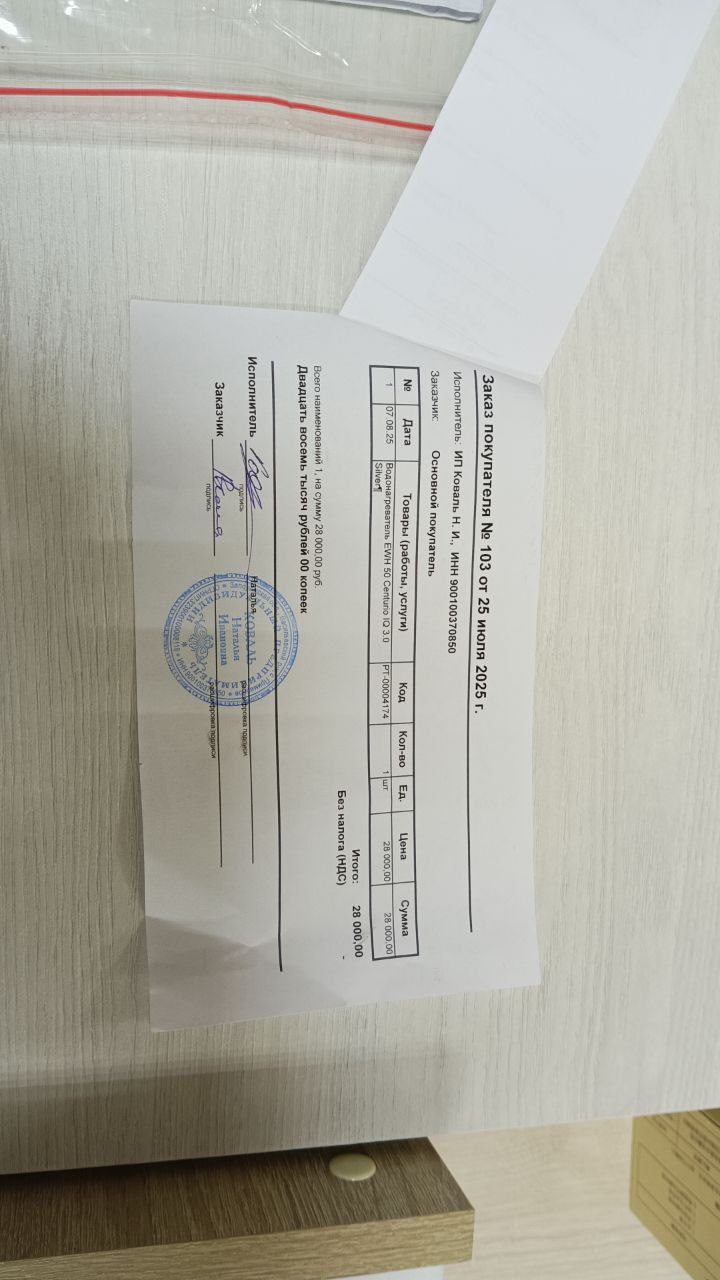 Заказ покупателя № 103 от 25 июля 2025 г.
Исполнитель: ИП Коваль Н. И., ИНН 900100370850
Заказчик: Основной покупатель
№ Дата Товары (работы, услуги) Код Кол-во Ед. Цена Сумма
1 07.08.25 Водонагреватель EWH 50 Centurio IQ 3.0 Silver¶ РТ-00004174 1 шт 28 000,00 28 000,00
Итого: 28 000,00
Без налога (НДС) -
Всего наименований 1, на сумму 28 000,00 руб.
Двадцать восемь тысяч рублей 00 копеек
Исполнитель Наталья
подпись расшифровка подписи
Заказчик
подпись расшифровка подписи
КОВАЛЬ
Наталья
Ивановна